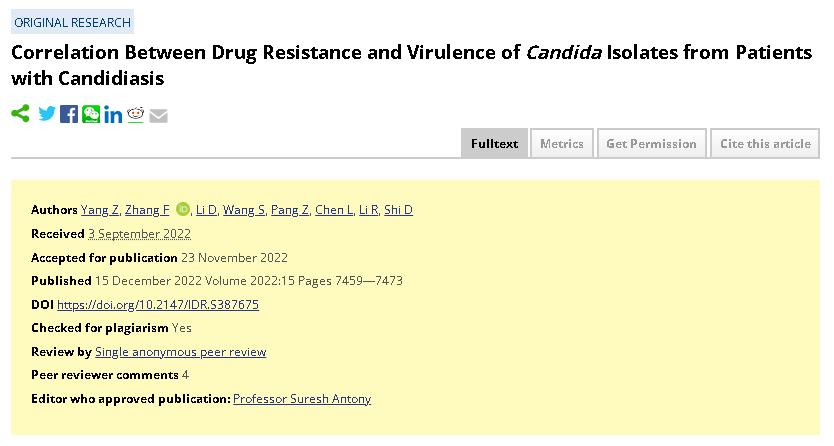 ORIGINAL RESEARCH
Correlation Between Drug Resistance and Virulence of Candida Isolates from Patients
with Candidiasis
Fulltext Metrics Get Permission Cite this article
Authors Yang Z, Zhang F iD, Li D, Wang S, Pang Z, Chen L, Li R, Shi D
Received 3 September 2022
Accepted for publication 23 November 2022
Published 15 December 2022 Volume 2022:15 Pages 7459—7473
DOI https://doi.org/10.2147/IDR.S387675
Checked for plagiarism Yes
Review by Single anonymous peer review
Peer reviewer comments 4
Editor who approved publication: Professor Suresh Antony